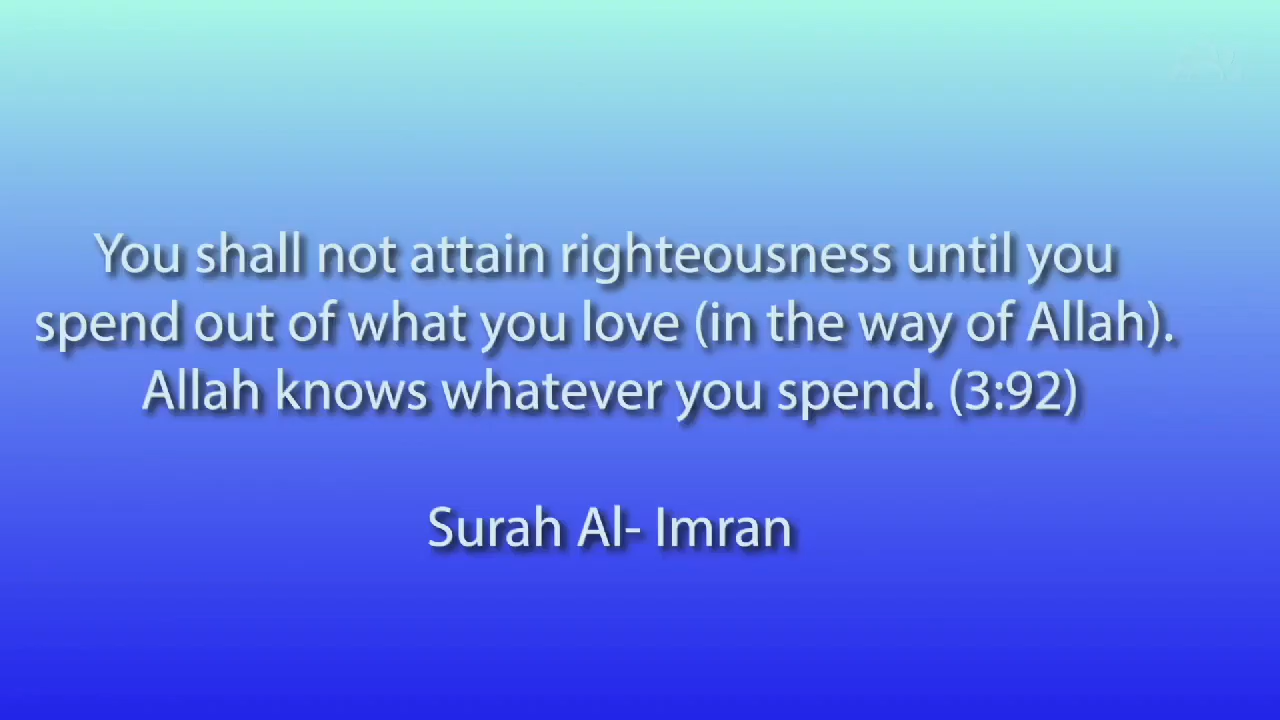 You shall not attain righteousness until you
spend out of what you love (in the way of Allah).
Allah knows whatever you spend. (3:92)
Surah Al- Imran